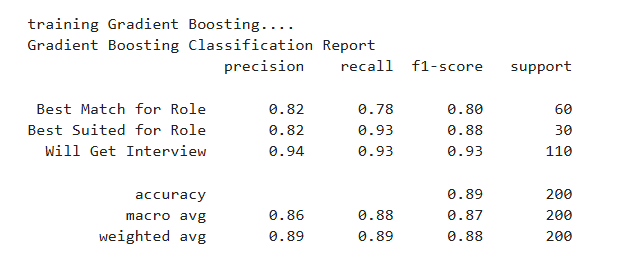 training Gradient Boosting....
Gradient Boosting Classification Report
precision recall f1-score support
Best Match for Role 0.82 0.78 0.80 60
Best Suited for Role 0.82 0.93 0.88 30
Will Get Interview 0.94 0.93 0.93 110
accuracy 0.89 200
macro avg 0.86 0.88 0.87 200
weighted avg 0.89 0.89 0.88 200